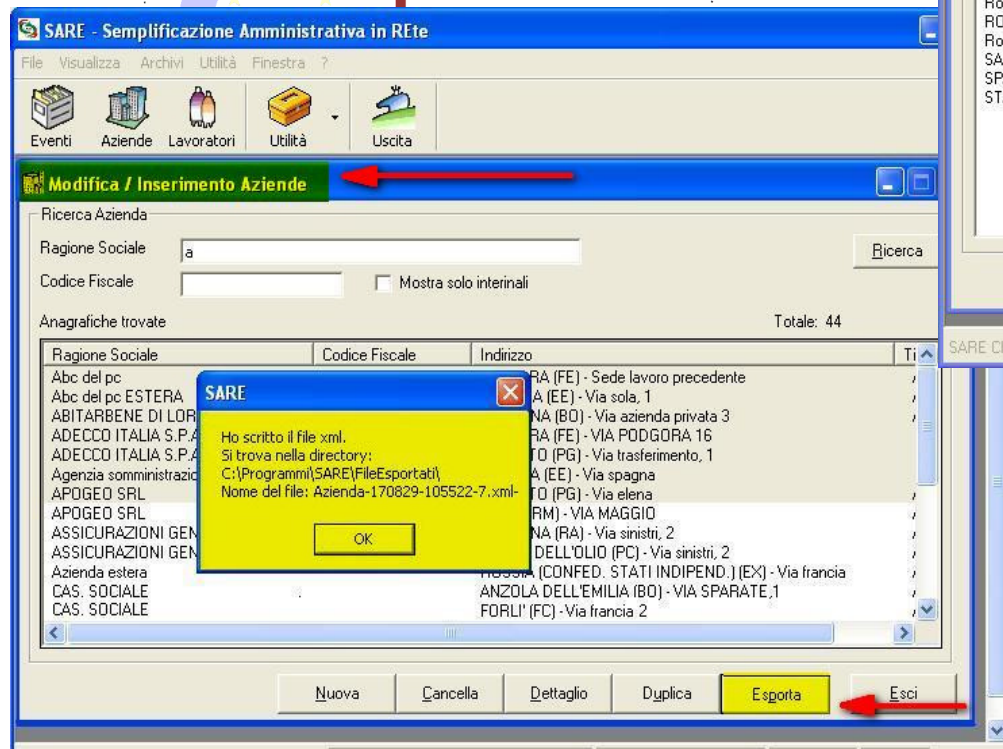 SARE - Semplificazione Amministrativa in REte
File Visualizza Archivi Utilità Finestra ?
Eventi Aziende Lavoratori Utilità Uscita
Modifica / Inserimento Aziende
Ricerca Azienda
Ragione Sociale a Ricerca
Codice Fiscale Mostra solo interinali
Anagrafiche trovate Totale: 44
Ragione Sociale Codice Fiscale Indirizzo Ti
Abc del pc RA (FE) - Sede lavoro precedente
Abc del pc ESTERA A (EE) - Via sola, 1
ABITARBENE DI LOR NA (BO) - Via azienda privata 3
ADECCO ITALIA S.P.A RA (FE) - VIA PODGORA 16
ADECCO ITALIA S.P.A TO (PG) - Via trasferimento, 1
Agenzia somministrazio A (EE) - Via spagna
APOGEO SRL TO (PG) - Via elena
APOGEO SRL (RM) - VIA MAGGIO
ASSICURAZIONI GEN NA (RA) - Via sinistri, 2
ASSICURAZIONI GEN DELL'OLIO (PC) - Via sinistri, 2
Azienda estera RUSSIA (CONFED. STATI INDIPEND.) (EX) - Via francia
CAS. SOCIALE . ANZOLA DELL'EMILIA (BO) - VIA SPARATE,1
CAS. SOCIALE FORLI' (FC) - Via francia 2
SARE
Ho scritto il file xml.
Si trova nella directory:
C:\Programmi\SARE\FileEsportati\
Nome del file: Azienda-170829-105522-7.xml-
OK
Nuova Cancella Dettaglio Duplica Esporta Esci
RO
Ro
SA
SP
ST
SARE Cl